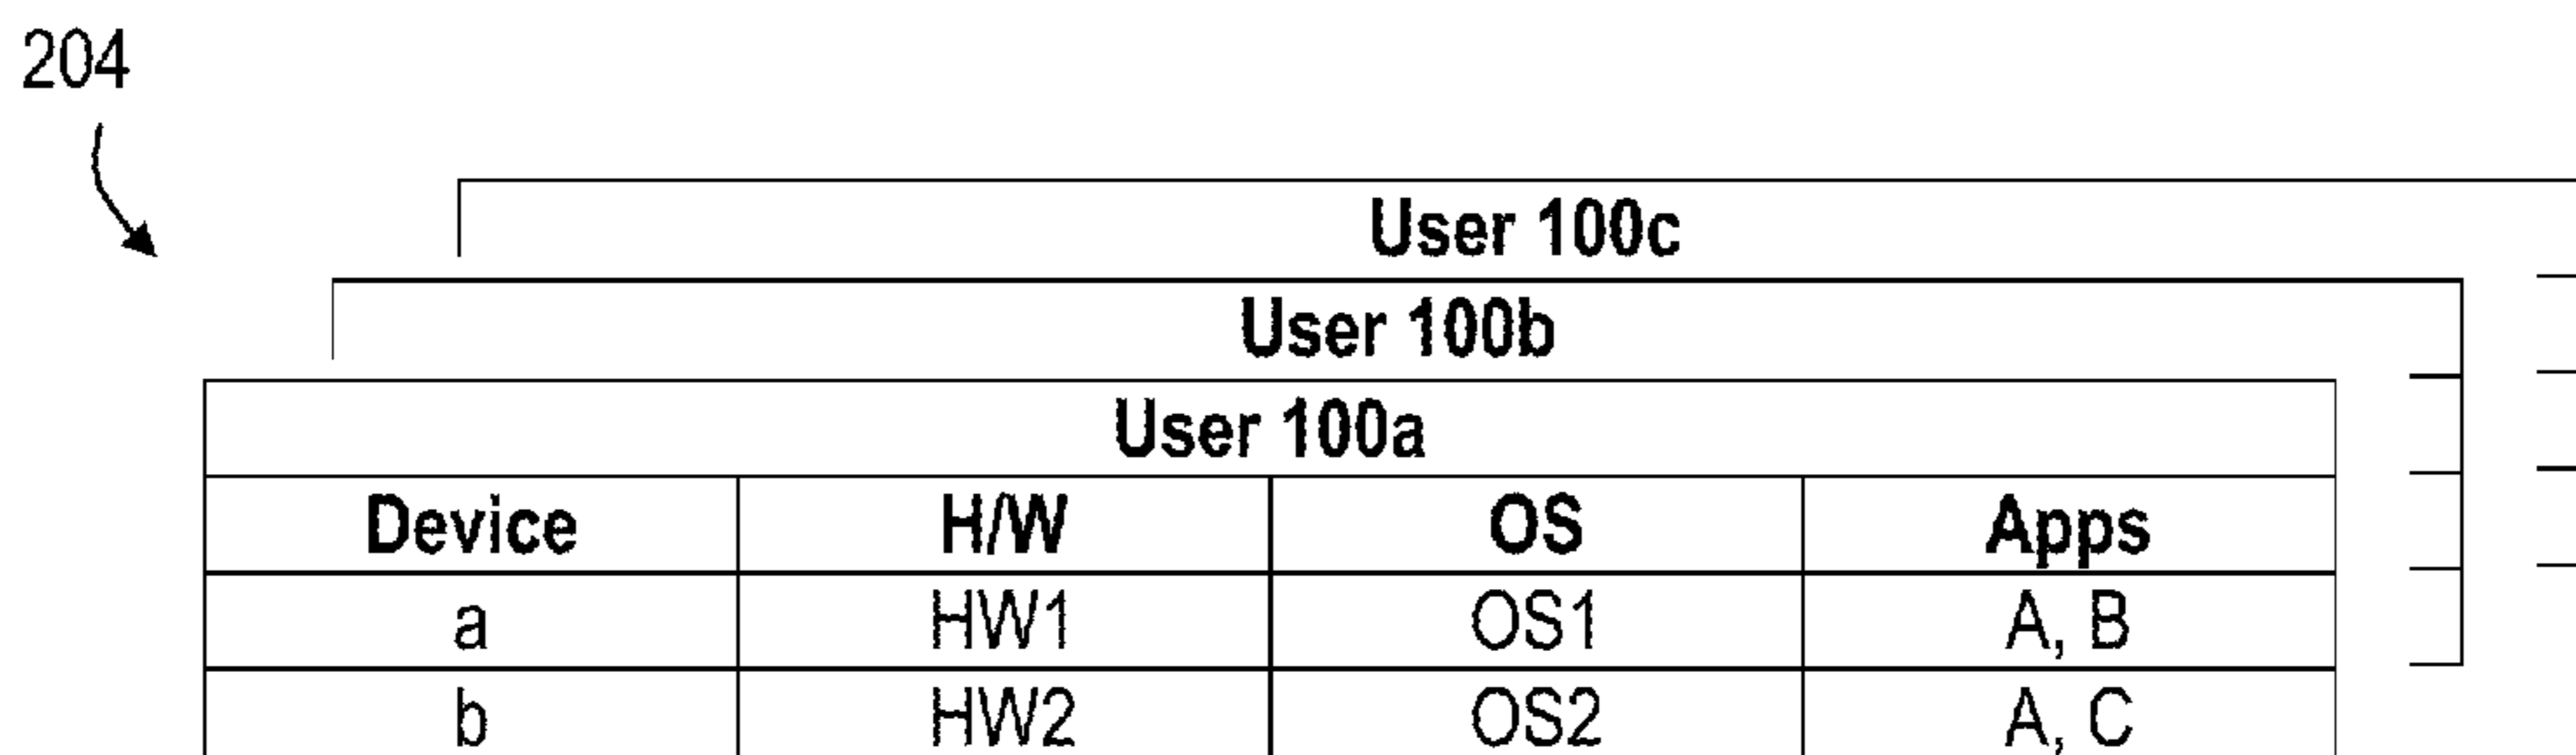 204
User 100c
User 100b
User 100a
Device H/W OS Apps
a HW1 OS1 A, B
b HW2 OS2 A, C